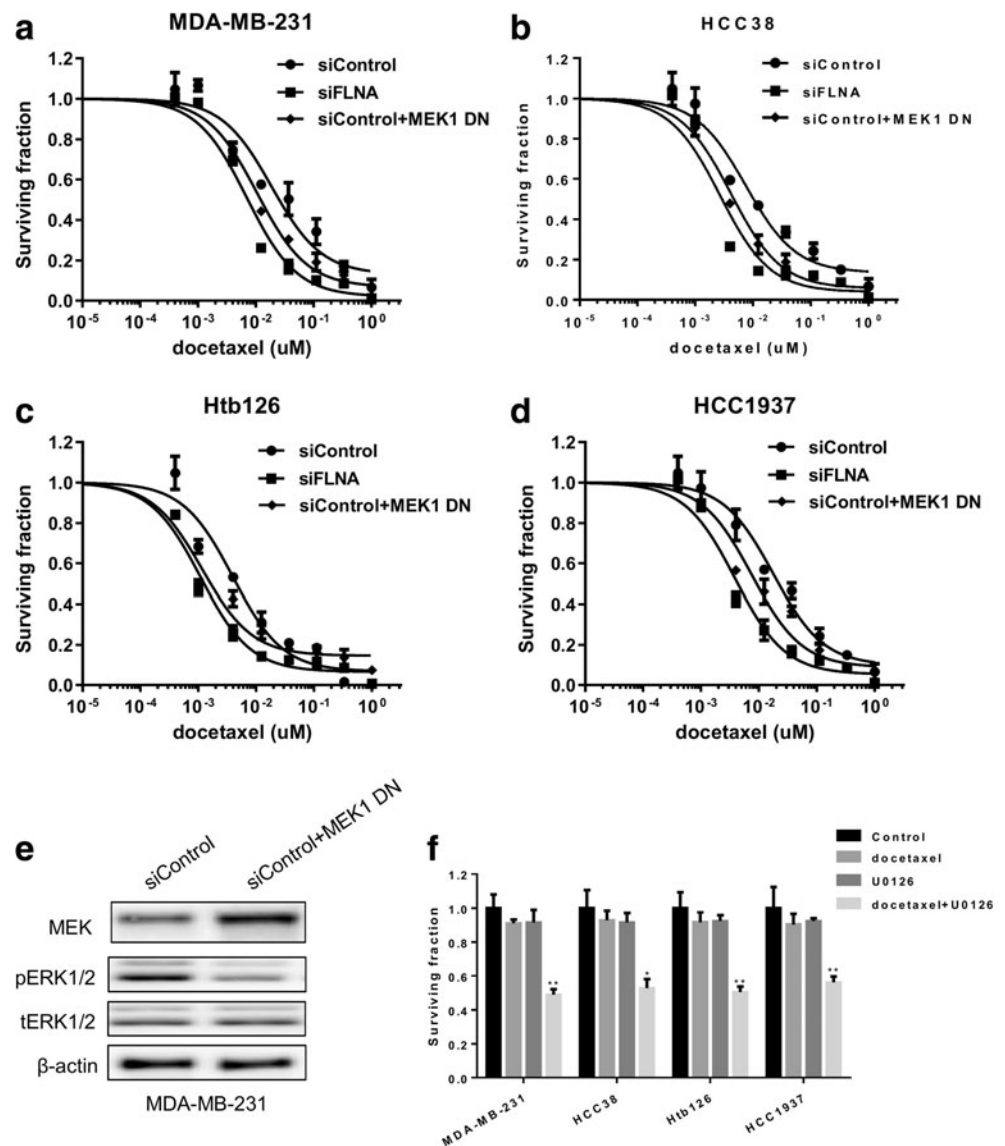 a
MDA-MB-231
siControl
siFLNA
siControl+MEK1 DN
Surviving fraction
1.2
1.0
0.8
0.6
0.4
0.2
0.0
10⁻⁵ 10⁻⁴ 10⁻³ 10⁻² 10⁻¹ 10⁰
docetaxel (uM)
b
HCC38
siControl
siFLNA
siControl+MEK1 DN
Surviving fraction
1.2
1.0
0.8
0.6
0.4
0.2
0.0
10⁻⁵ 10⁻⁴ 10⁻³ 10⁻² 10⁻¹ 10⁰
docetaxel (uM)
c
Htb126
siControl
siFLNA
siControl+MEK1 DN
Surviving fraction
1.2
1.0
0.8
0.6
0.4
0.2
0.0
10⁻⁵ 10⁻⁴ 10⁻³ 10⁻² 10⁻¹ 10⁰
docetaxel (uM)
d
HCC1937
siControl
siFLNA
siControl+MEK1 DN
Surviving fraction
1.2
1.0
0.8
0.6
0.4
0.2
0.0
10⁻⁵ 10⁻⁴ 10⁻³ 10⁻² 10⁻¹ 10⁰
docetaxel (uM)
e
siControl
siControl+MEK1 DN
MEK
pERK1/2
tERK1/2
β-actin
MDA-MB-231
f
Control
docetaxel
U0126
docetaxel+U0126
Surviving fraction
1.2
1.0
0.8
0.6
0.4
0.2
0.0
** * ** **
MDA-MB-231
HCC38
Htb126
HCC1937